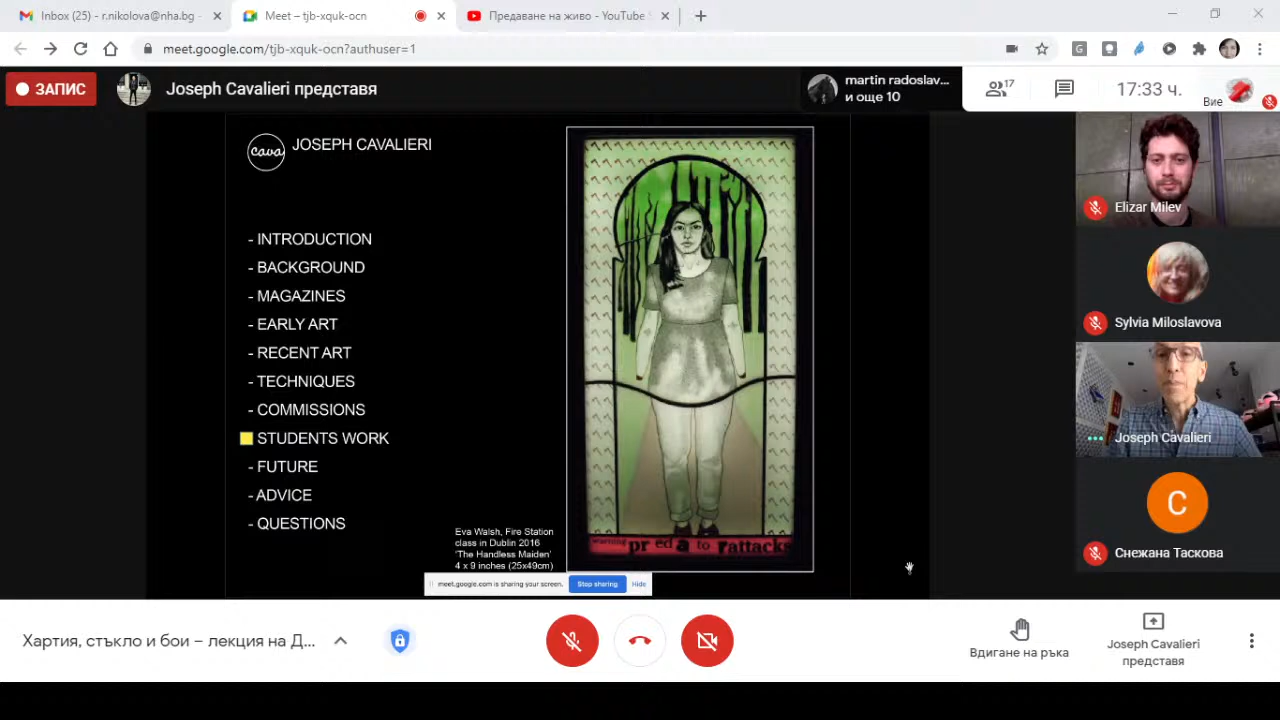 Inbox (25) - r.nikolova@nha.bg -
Meet – tjb-xquk-ocn
Предаване на живо - YouTube S
meet.google.com/tjb-xquk-ocn?authuser=1
ЗАПИС
Joseph Cavalieri представя
martin radoslav...
и още 10
17
17:33 ч.
Вие
cava
JOSEPH CAVALIERI
- INTRODUCTION
- BACKGROUND
- MAGAZINES
- EARLY ART
- RECENT ART
- TECHNIQUES
- COMMISSIONS
STUDENTS WORK
- FUTURE
- ADVICE
- QUESTIONS
Eva Walsh, Fire Station
class in Dublin 2016
'The Handless Maiden'
4 x 9 inches (25x49cm)
warning preda to rattacks
meet.google.com is sharing your screen.
Stop sharing
Hide
Elizar Milev
Sylvia Miloslavova
Joseph Cavalieri
С
Снежана Таскова
Хартия, стъкло и бои – лекция на Д...
Вдигане на ръка
Joseph Cavalieri
представя